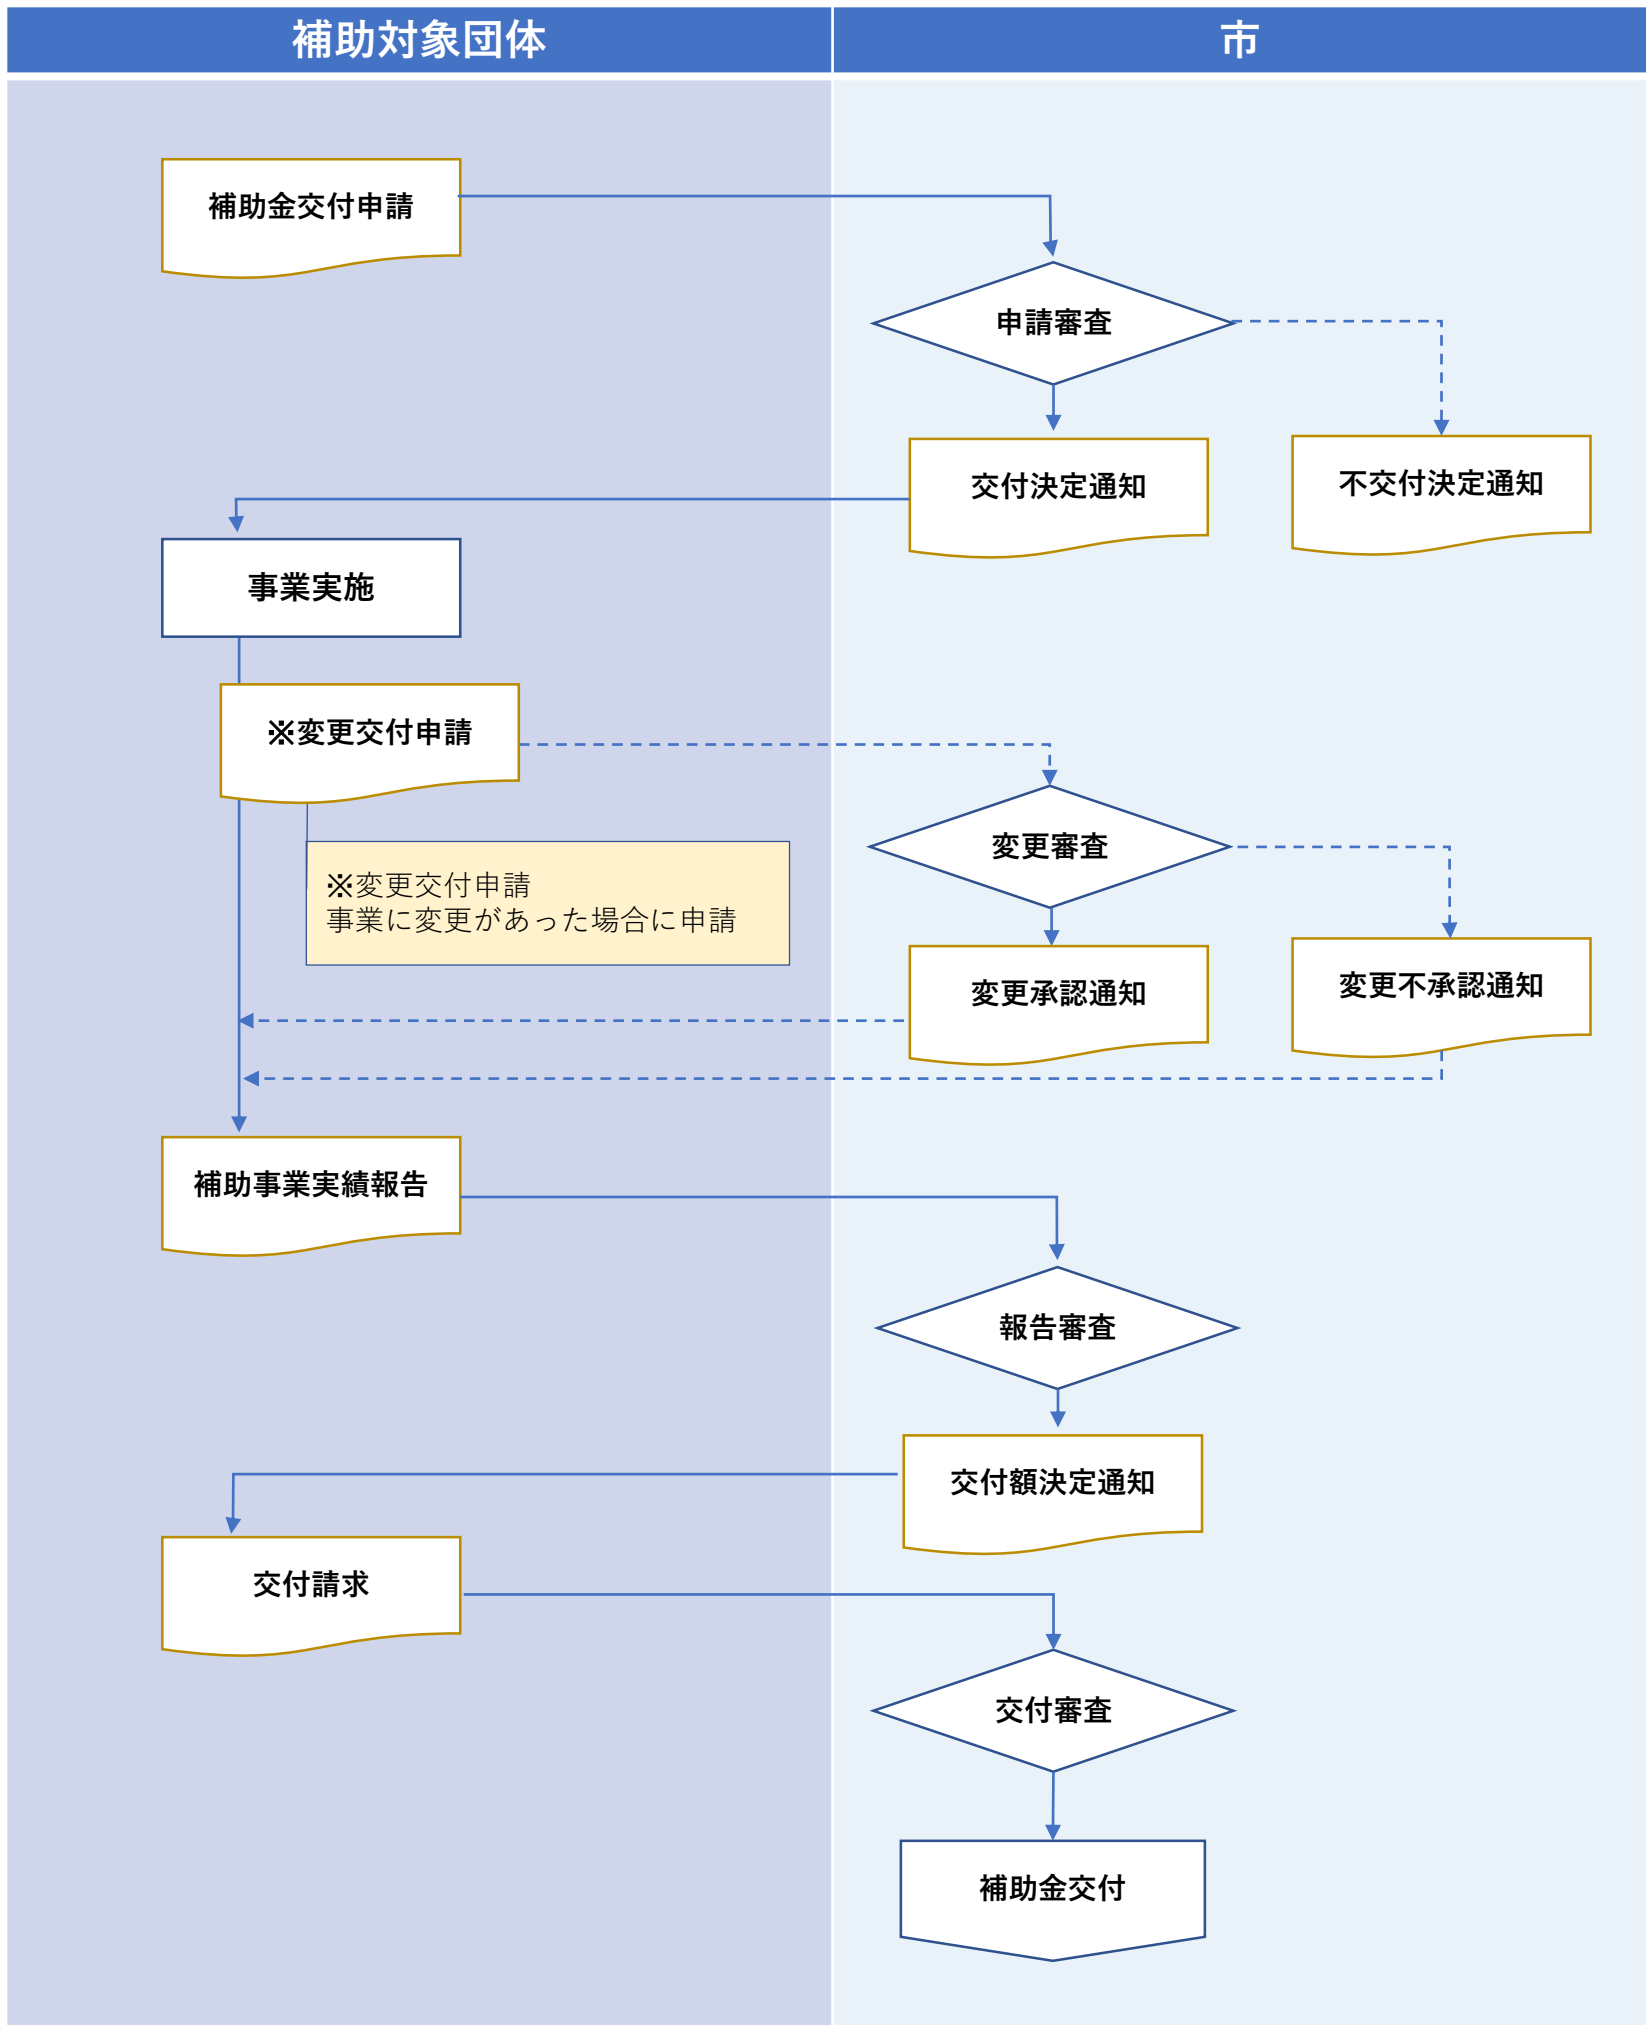 補助対象団体
市
補助金交付申請
申請審査
交付決定通知
不交付決定通知
事業実施
※変更交付申請
変更審査
※変更交付申請
事業に変更があった場合に申請
変更承認通知
変更不承認通知
補助事業実績報告
報告審査
交付額決定通知
交付請求
交付審査
補助金交付